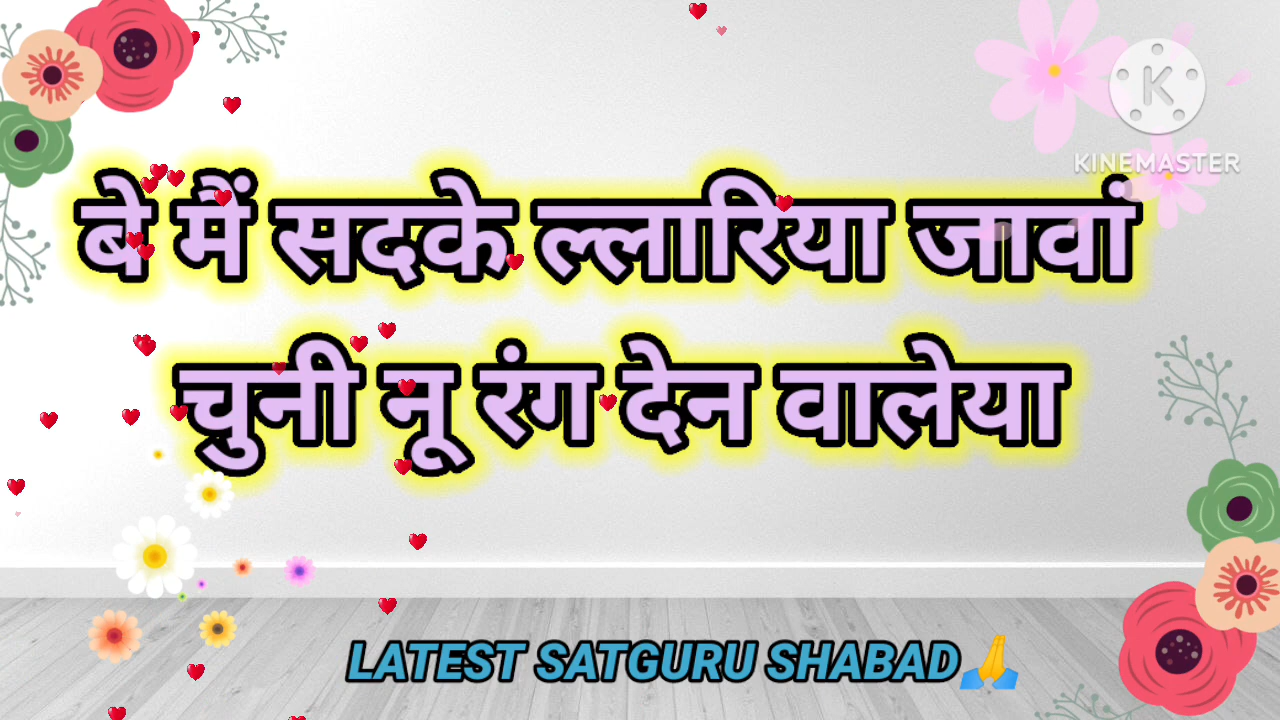 KINEMASTER
बे मैं सदके ल्लारिया जावां
चुनी नू रंग देन वालेया
LATEST SATGURU SHABAD🙏